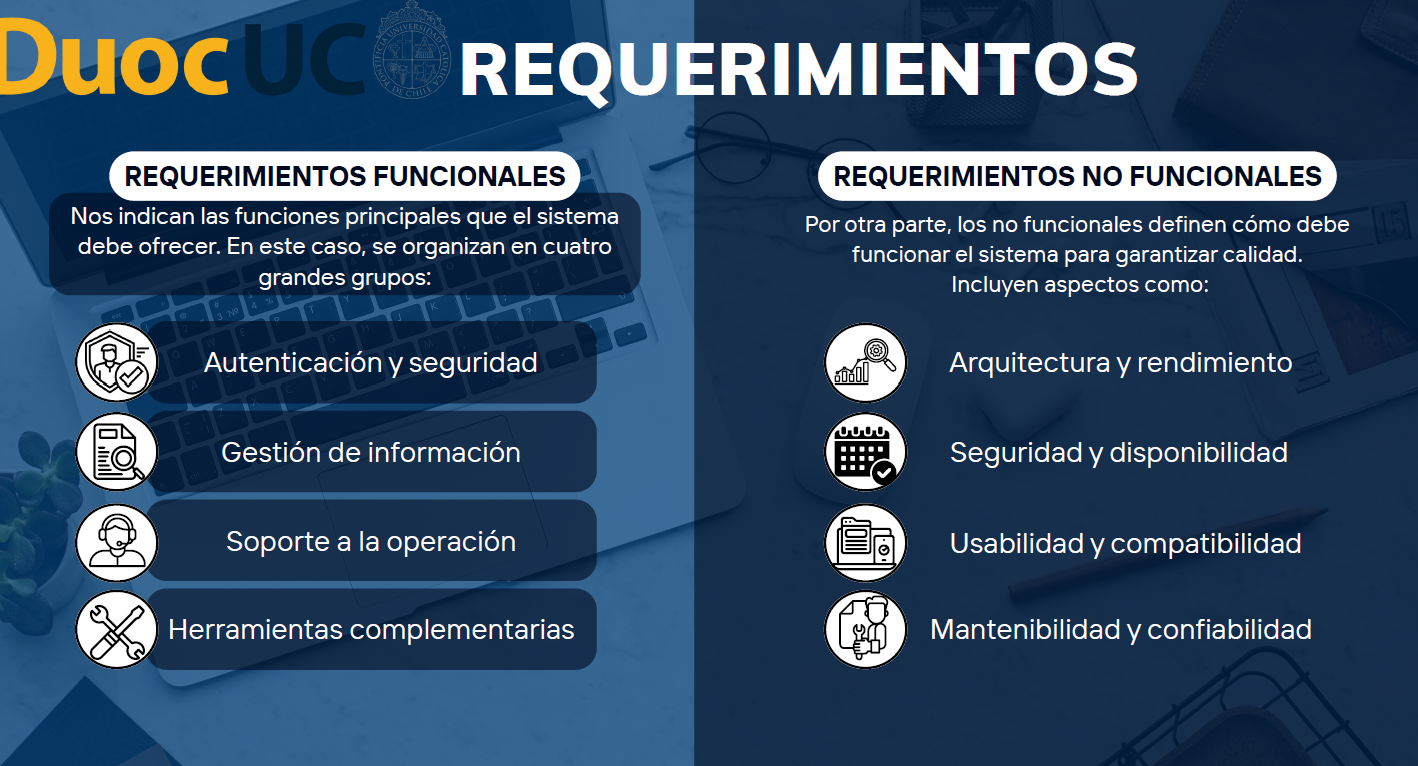 Duoc UC
REQUERIMIENTOS
REQUERIMIENTOS FUNCIONALES
Nos indican las funciones principales que el sistema
debe ofrecer. En este caso, se organizan en cuatro
grandes grupos:
Autenticación y seguridad
Gestión de información
Soporte a la operación
Herramientas complementarias
REQUERIMIENTOS NO FUNCIONALES
Por otra parte, los no funcionales definen cómo debe
funcionar el sistema para garantizar calidad.
Incluyen aspectos como:
Arquitectura y rendimiento
Seguridad y disponibilidad
Usabilidad y compatibilidad
Mantenibilidad y confiabilidad